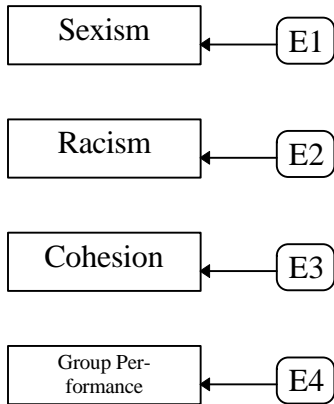 Sexism
E1
Racism
E2
Cohesion
E3
Group Per-
formance
E4